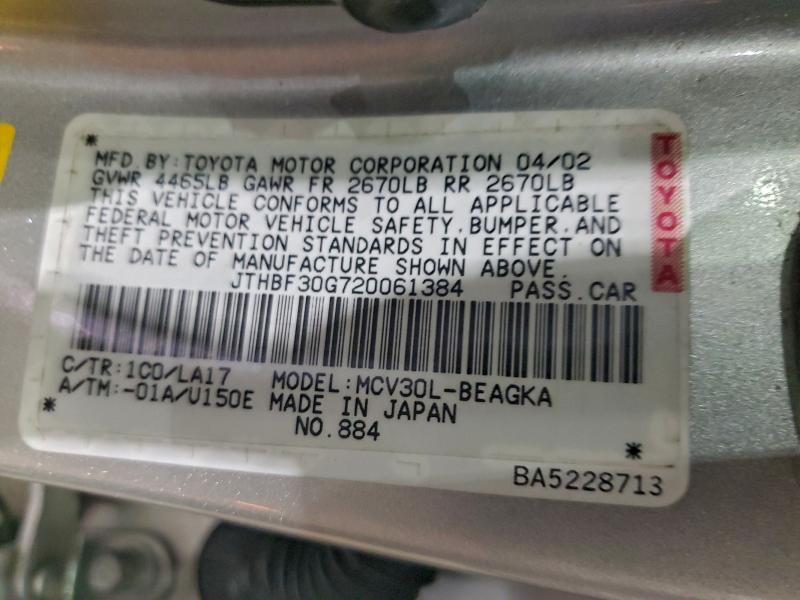 MFD.BY:TOYOTA MOTOR CORPORATION 04/02
GVWR 4465LB GAWR FR 2670LB RR 2670LB
THIS VEHICLE CONFORMS TO ALL APPLICABLE
FEDERAL MOTOR VEHICLE SAFETY.BUMPER.AND
THEFT PREVENTION STANDARDS IN EFFECT ON
THE DATE OF MANUFACTURE SHOWN ABOVE.
JTHBF30G720061384 PASS.CAR
C/TR:1C0/LA17 MODEL:MCV30L-BEAGKA
A/TM:-01A/U150E MADE IN JAPAN
NO.884
BA5228713
TOYOTA